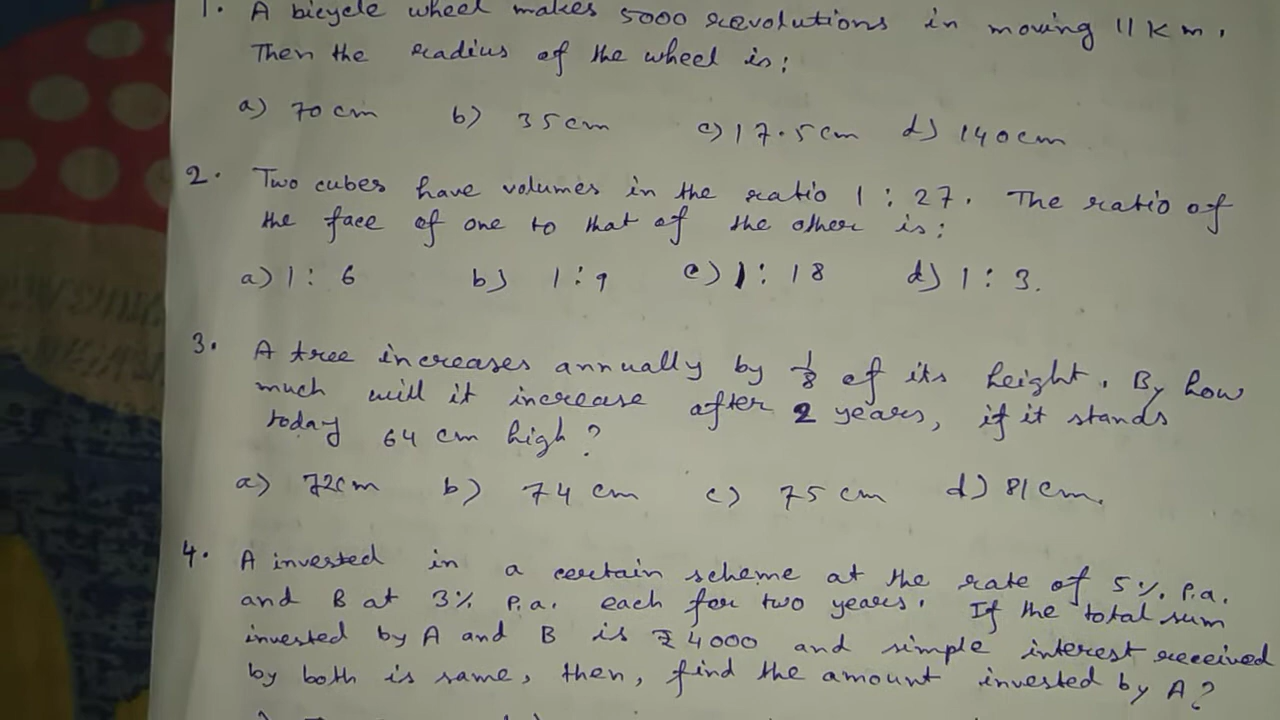 1. A bicycle wheel makes 5000 revolutions in moving 11 km.
Then the radius of the wheel is:
a) 70 cm b) 35 cm c) 17.5 cm d) 140 cm
2. Two cubes have volumes in the ratio 1 : 27. The ratio of
the face of one to that of the other is:
a) 1 : 6 b) 1 : 9 c) 1 : 18 d) 1 : 3.
3. A tree increases annually by 1/8 of its height. By how
much will it increase after 2 years, if it stands
today 64 cm high?
a) 72cm b) 74 cm c) 75 cm d) 81 cm.
4. A invested in a certain scheme at the rate of 5% p.a.
and B at 3% p.a. each for two years. If the total sum
invested by A and B is ₹ 4000 and simple interest received
by both is same, then, find the amount invested by A?